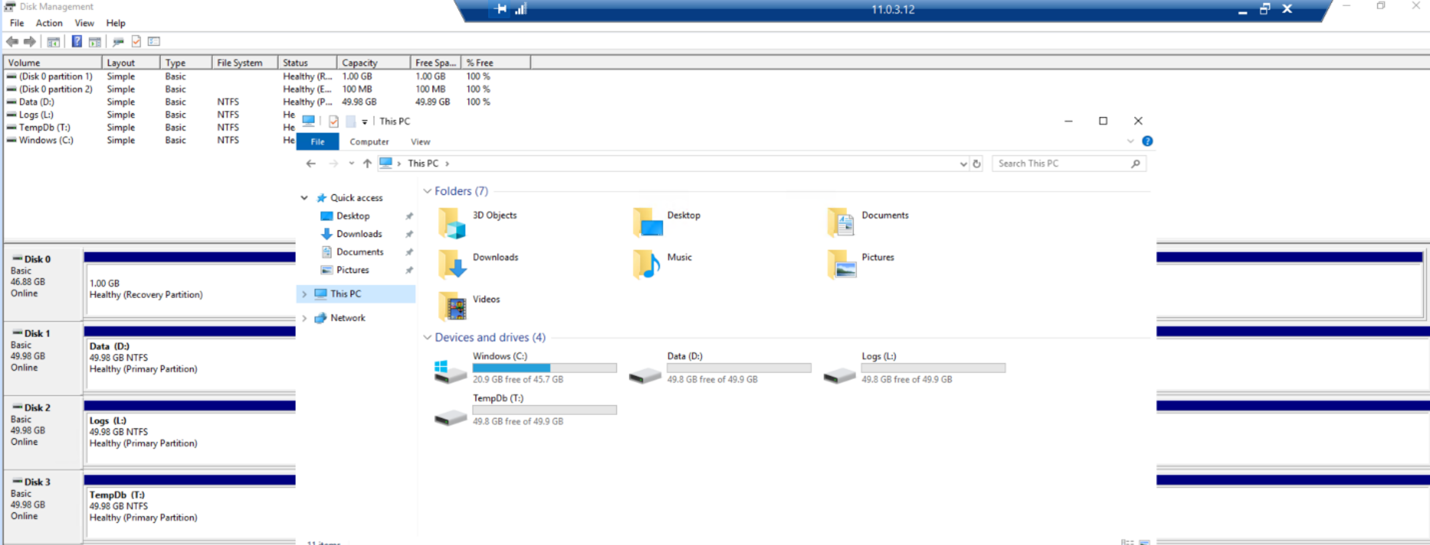 Disk Management
11.0.3.12
File Action View Help
Volume Layout Type File System Status Capacity Free Spa... % Free
(Disk 0 partition 1) Simple Basic Healthy (R... 1.00 GB 1.00 GB 100 %
(Disk 0 partition 2) Simple Basic Healthy (E... 100 MB 100 MB 100 %
Data (D:) Simple Basic NTFS Healthy (P... 49.98 GB 49.89 GB 100 %
Logs (L:) Simple Basic NTFS He
TempDb (T:) Simple Basic NTFS He
Windows (C:) Simple Basic NTFS He
Disk 0
Basic
46.88 GB
Online
1.00 GB
Healthy (Recovery Partition)
Disk 1
Basic
49.98 GB
Online
Data (D:)
49.98 GB NTFS
Healthy (Primary Partition)
Disk 2
Basic
49.98 GB
Online
Logs (L:)
49.98 GB NTFS
Healthy (Primary Partition)
Disk 3
Basic
49.98 GB
Online
TempDb (T:)
49.98 GB NTFS
Healthy (Primary Partition)
This PC
File Computer View
This PC
Search This PC
Quick access
Desktop
Downloads
Documents
Pictures
This PC
Network
Folders (7)
3D Objects
Desktop
Documents
Downloads
Music
Pictures
Videos
Devices and drives (4)
Windows (C:)
20.9 GB free of 45.7 GB
Data (D:)
49.8 GB free of 49.9 GB
Logs (L:)
49.8 GB free of 49.9 GB
TempDb (T:)
49.8 GB free of 49.9 GB
11 items